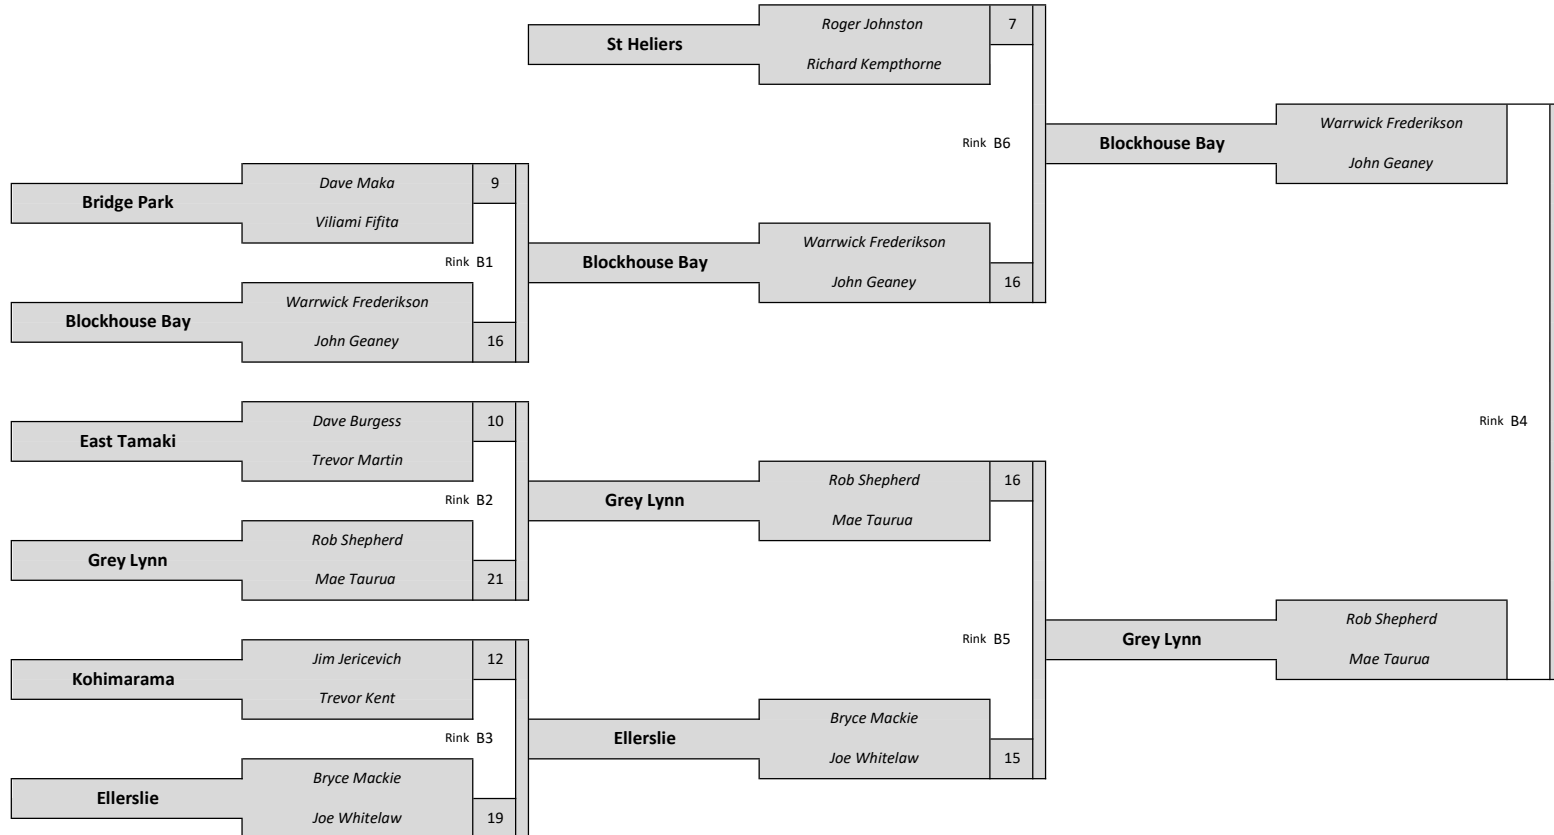 Roger Johnston 7
St Heliers
Richard Kempthorne
Warrwick Frederikson
Rink B6
Blockhouse Bay
John Geaney
Dave Maka 9
Bridge Park
Viliami Fifita
Warrwick Frederikson
Rink B1
Blockhouse Bay
John Geaney 16
Warrwick Frederikson
Blockhouse Bay
John Geaney 16
Dave Burgess 10
Rink B4
East Tamaki
Trevor Martin
Rob Shepherd 16
Rink B2
Grey Lynn
Mae Taurua
Rob Shepherd
Grey Lynn
Mae Taurua 21
Rob Shepherd
Rink B5
Grey Lynn
Jim Jericevich 12
Mae Taurua
Kohimarama
Trevor Kent
Bryce Mackie
Rink B3
Ellerslie
Joe Whitelaw 15
Bryce Mackie
Ellerslie
Joe Whitelaw 19